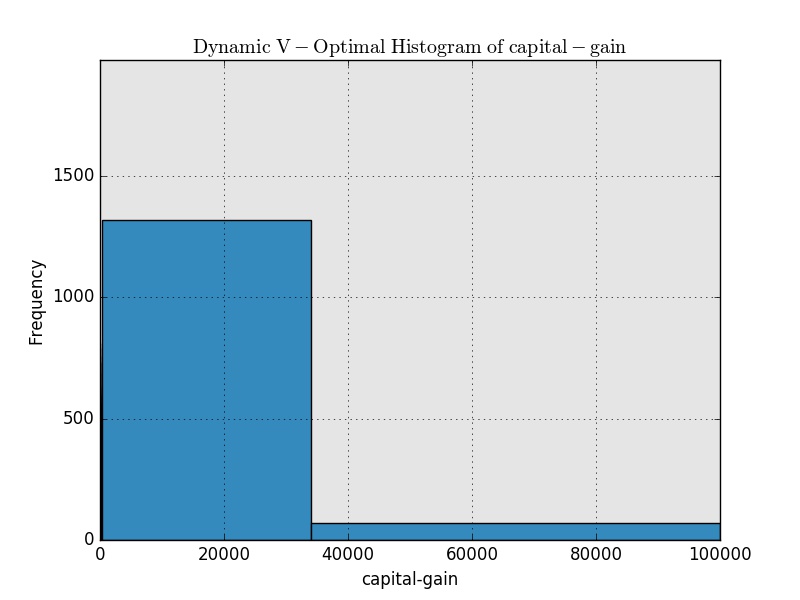 Dynamic V − Optimal Histogram of capital − gain
1500
1000
500
0
Frequency
0 20000 40000 60000 80000 100000
capital-gain